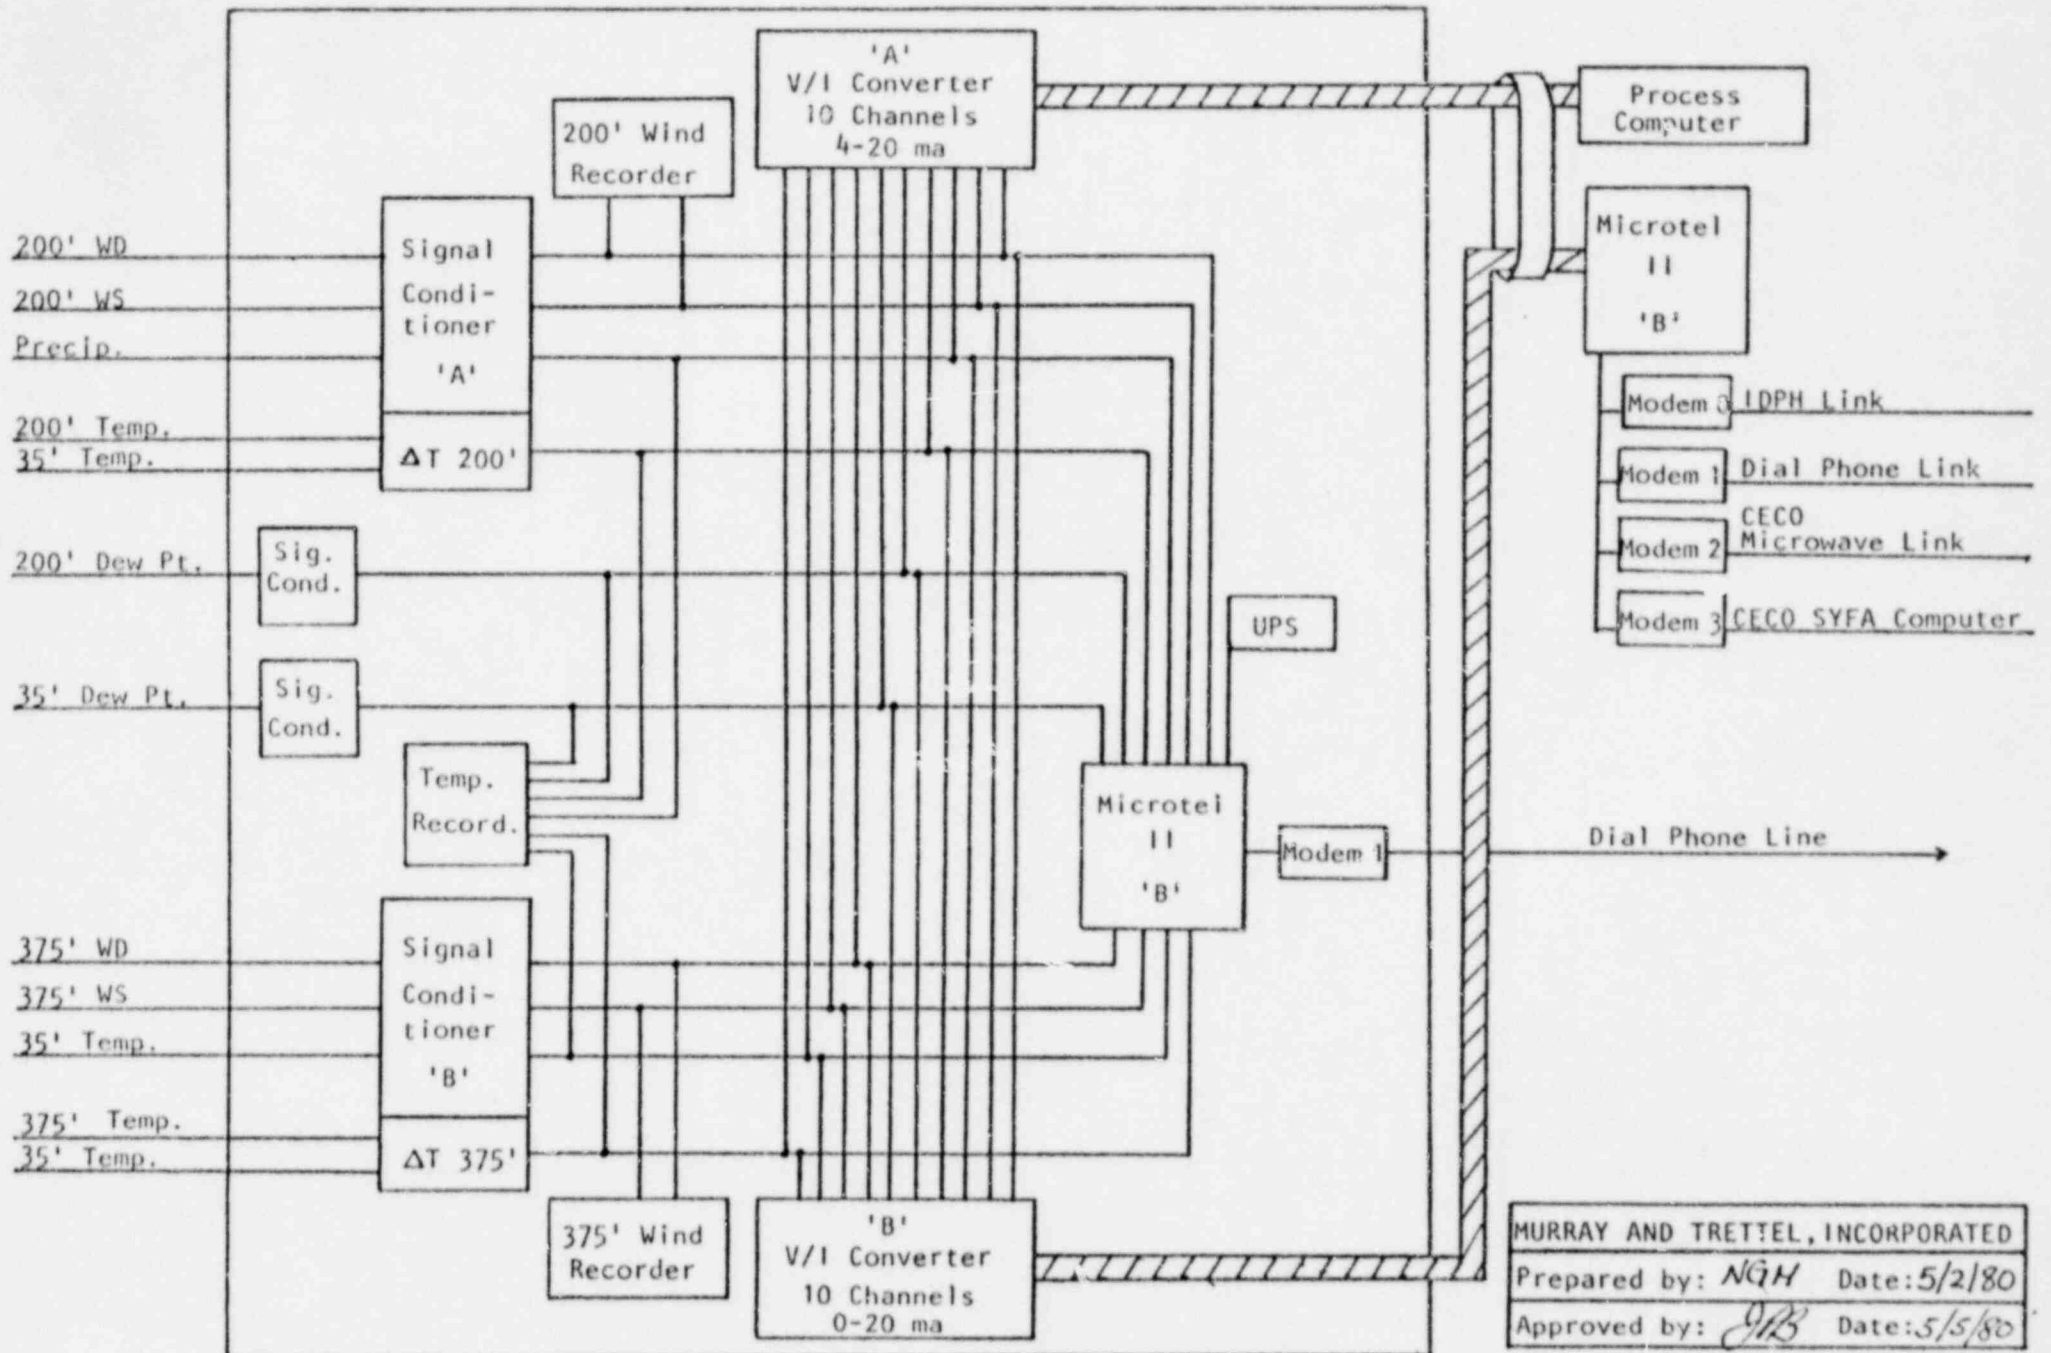 'A'
V/I Converter
10 Channels
4-20 ma
Process
Computer
200' Wind
Recorder
Microtel
II
'B'
200' WD
200' WS
Precip.
200' Temp.
35' Temp.
Signal
Condi-
tioner
'A'
ΔT 200'
Modem 0 IDPH Link
Modem 1 Dial Phone Link
Modem 2 CECO
Microwave Link
Modem 3 CECO SYFA Computer
200' Dew Pt.
Sig.
Cond.
UPS
35' Dew Pt.
Sig.
Cond.
Temp.
Record.
Microtel
II
'B'
Modem 1
Dial Phone Line
375' WD
375' WS
35' Temp.
375' Temp.
35' Temp.
Signal
Condi-
tioner
'B'
ΔT 375'
375' Wind
Recorder
'B'
V/I Converter
10 Channels
0-20 ma
MURRAY AND TRETTEL, INCORPORATED
Prepared by: NGH Date: 5/2/80
Approved by: JRB Date: 5/5/80